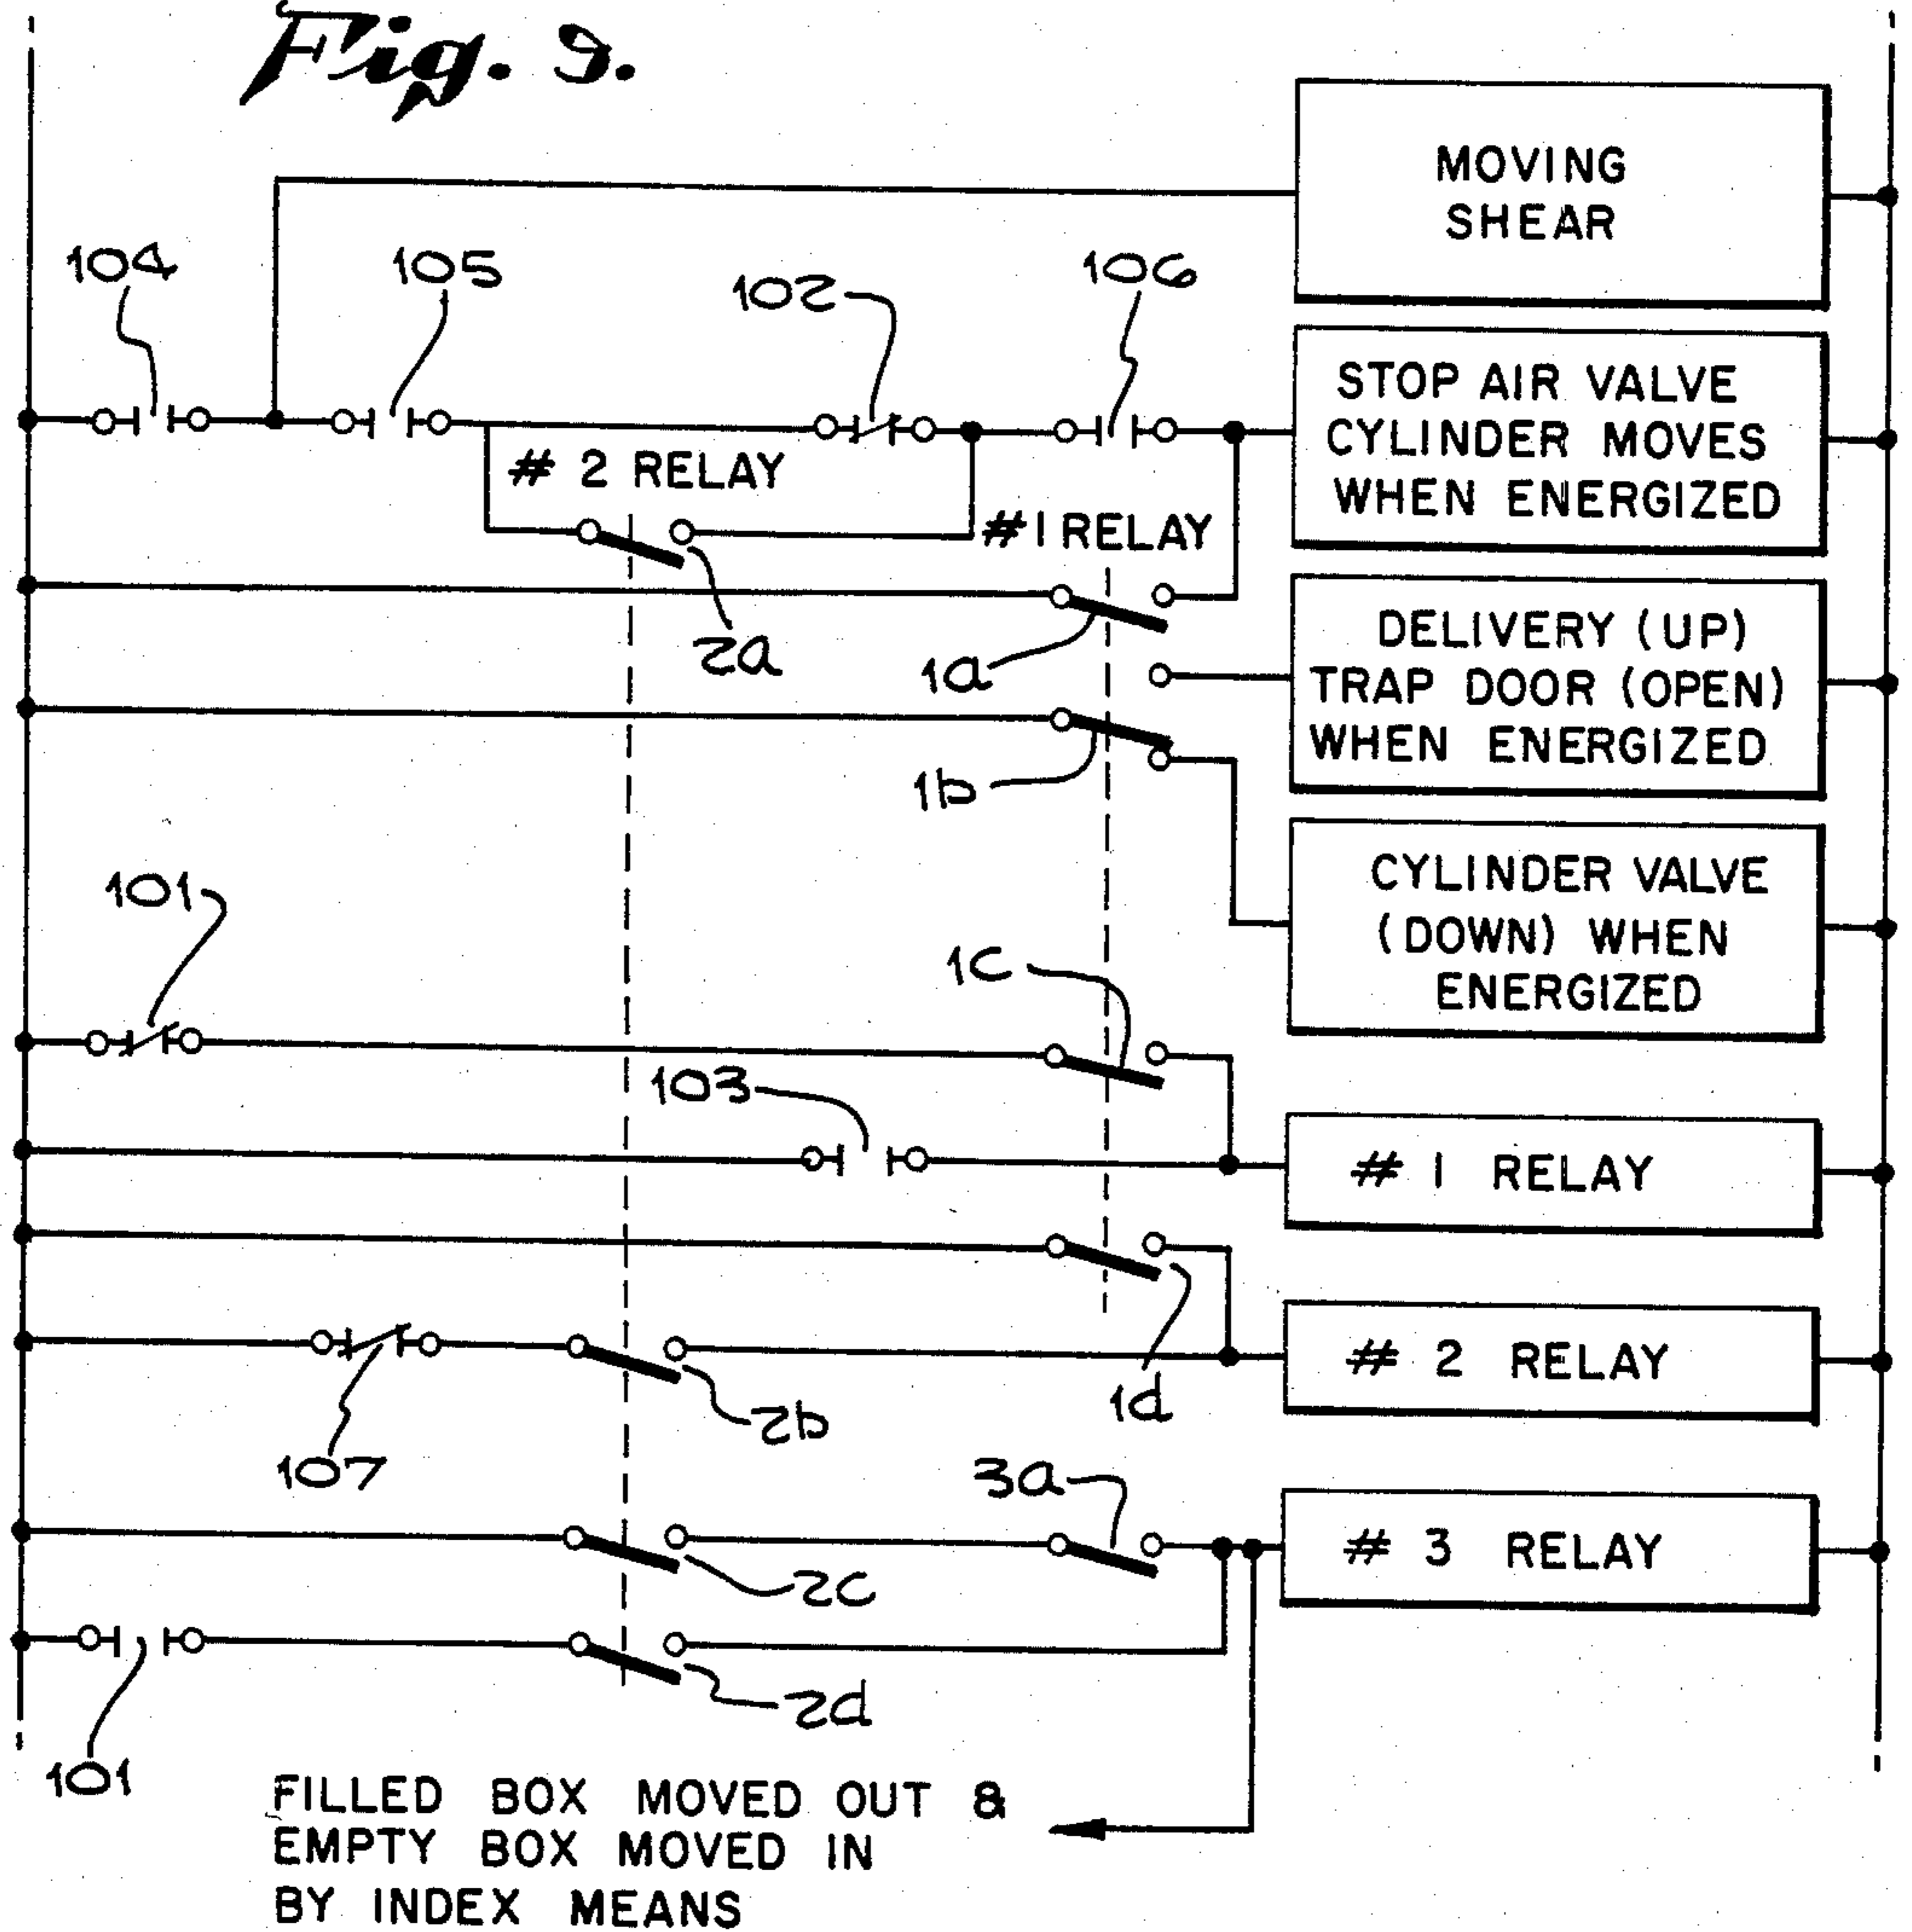 Fig. 9.
MOVING
SHEAR
104
105
102
106
STOP AIR VALVE
CYLINDER MOVES
WHEN ENERGIZED
# 2 RELAY
#1 RELAY
2a
1a
DELIVERY (UP)
TRAP DOOR (OPEN)
WHEN ENERGIZED
1b
CYLINDER VALVE
(DOWN) WHEN
ENERGIZED
101
1c
103
# 1 RELAY
1d
# 2 RELAY
2b
107
3a
# 3 RELAY
2c
2d
101
FILLED BOX MOVED OUT &
EMPTY BOX MOVED IN
BY INDEX MEANS